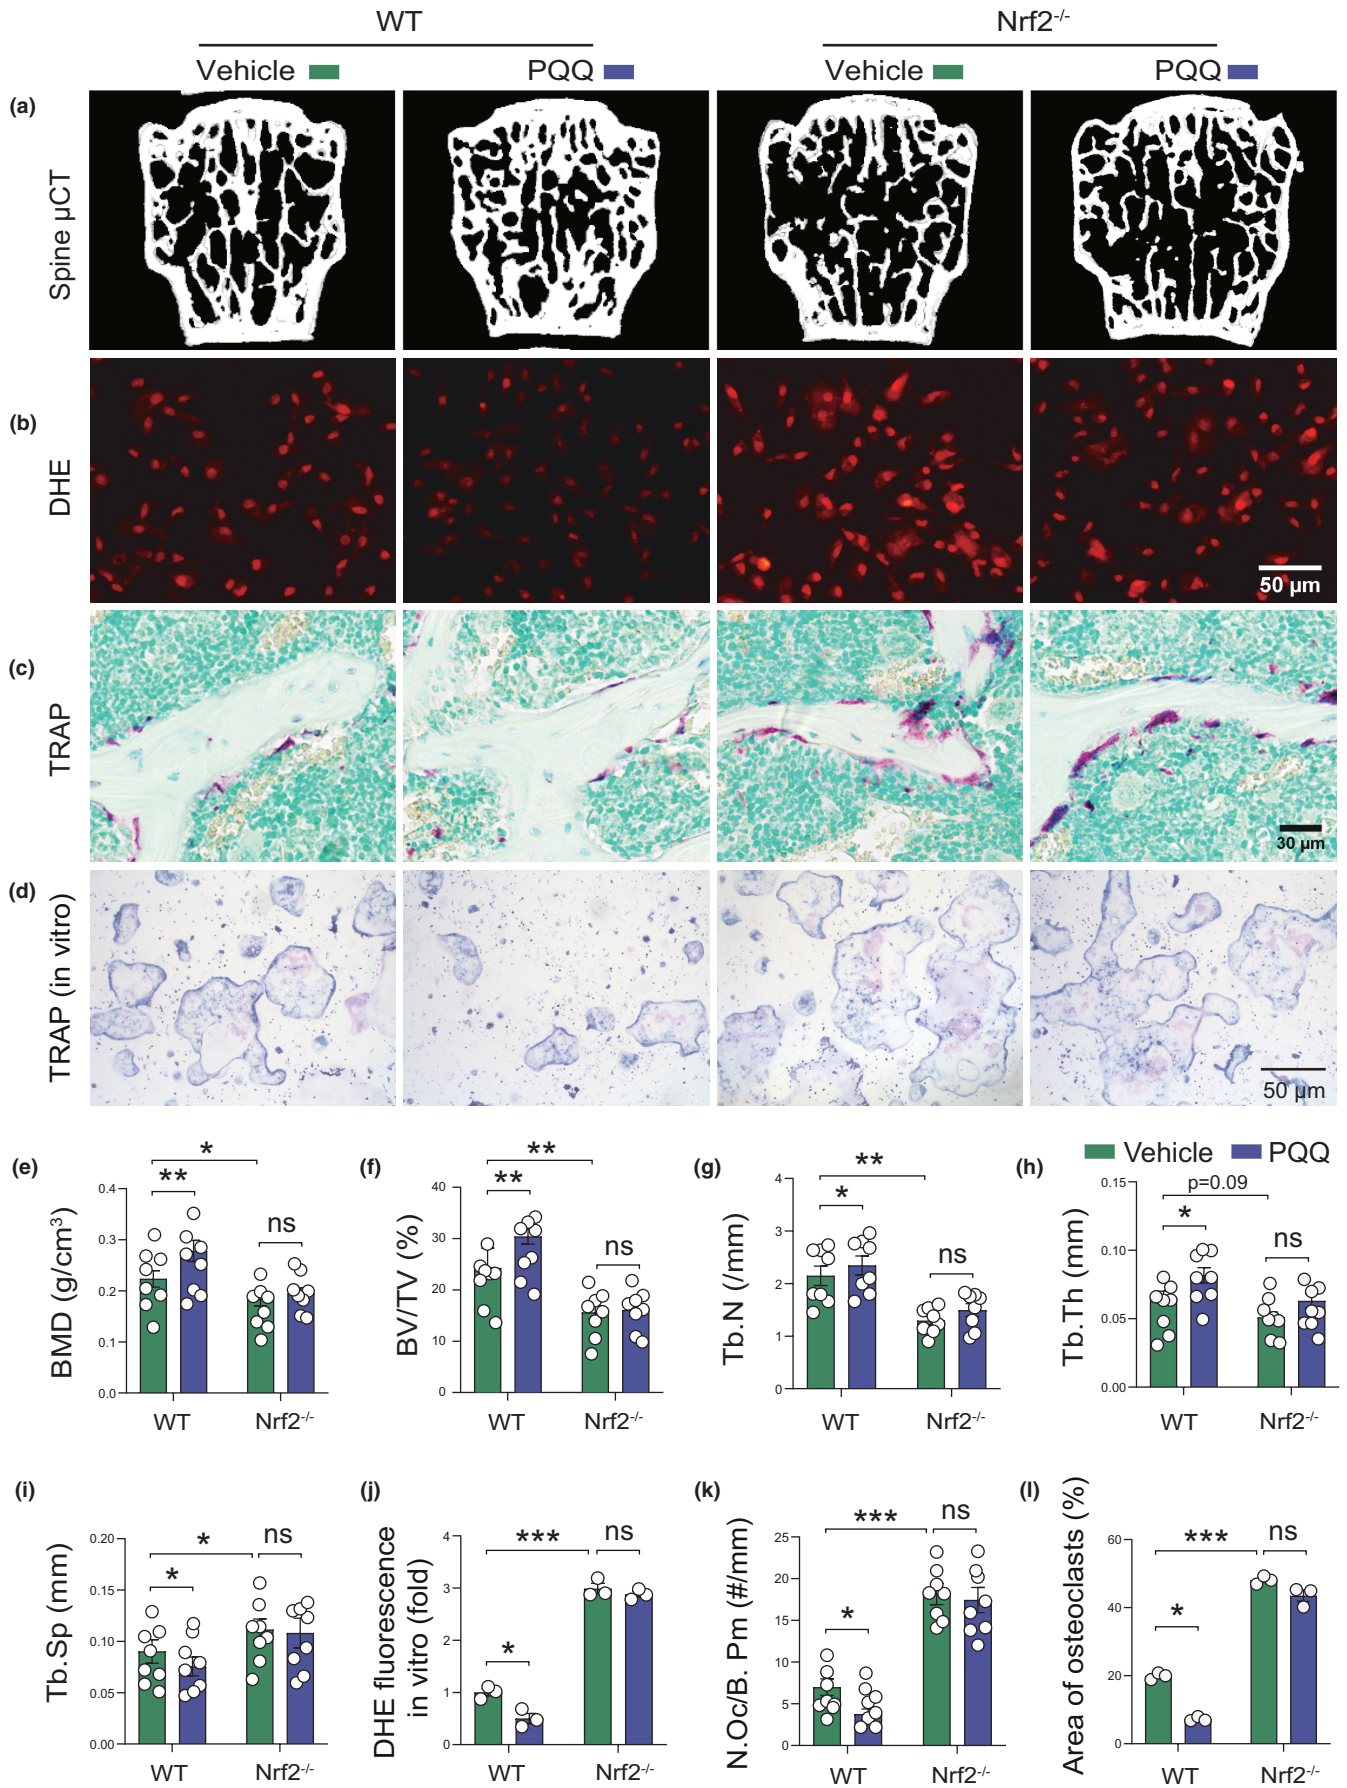 WT Nrf2-/-
Vehicle PQQ Vehicle PQQ
(a) Spine µCT
(b) DHE
50 µm
(c) TRAP
30 µm
(d) TRAP (in vitro)
50 µm
Vehicle PQQ
(e) BMD (g/cm3)
* ** ns
0.4
0.3
0.2
0.1
0.0
WT Nrf2-/-
(f) BV/TV (%)
** ** ns
40
30
20
10
0
WT Nrf2-/-
(g) Tb.N (/mm)
** * ns
4
3
2
1
0
WT Nrf2-/-
(h) Tb.Th (mm)
p=0.09 * ns
0.15
0.10
0.05
0.00
WT Nrf2-/-
(i) Tb.Sp (mm)
* * ns
0.20
0.15
0.10
0.05
0.00
WT Nrf2-/-
(j) DHE fluorescence
in vitro (fold)
*** * ns
4
3
2
1
0
WT Nrf2-/-
(k) N.Oc/B. Pm (#/mm)
*** * ns
25
20
15
10
5
0
WT Nrf2-/-
(l) Area of osteoclasts (%)
*** * ns
60
40
20
0
WT Nrf2-/-